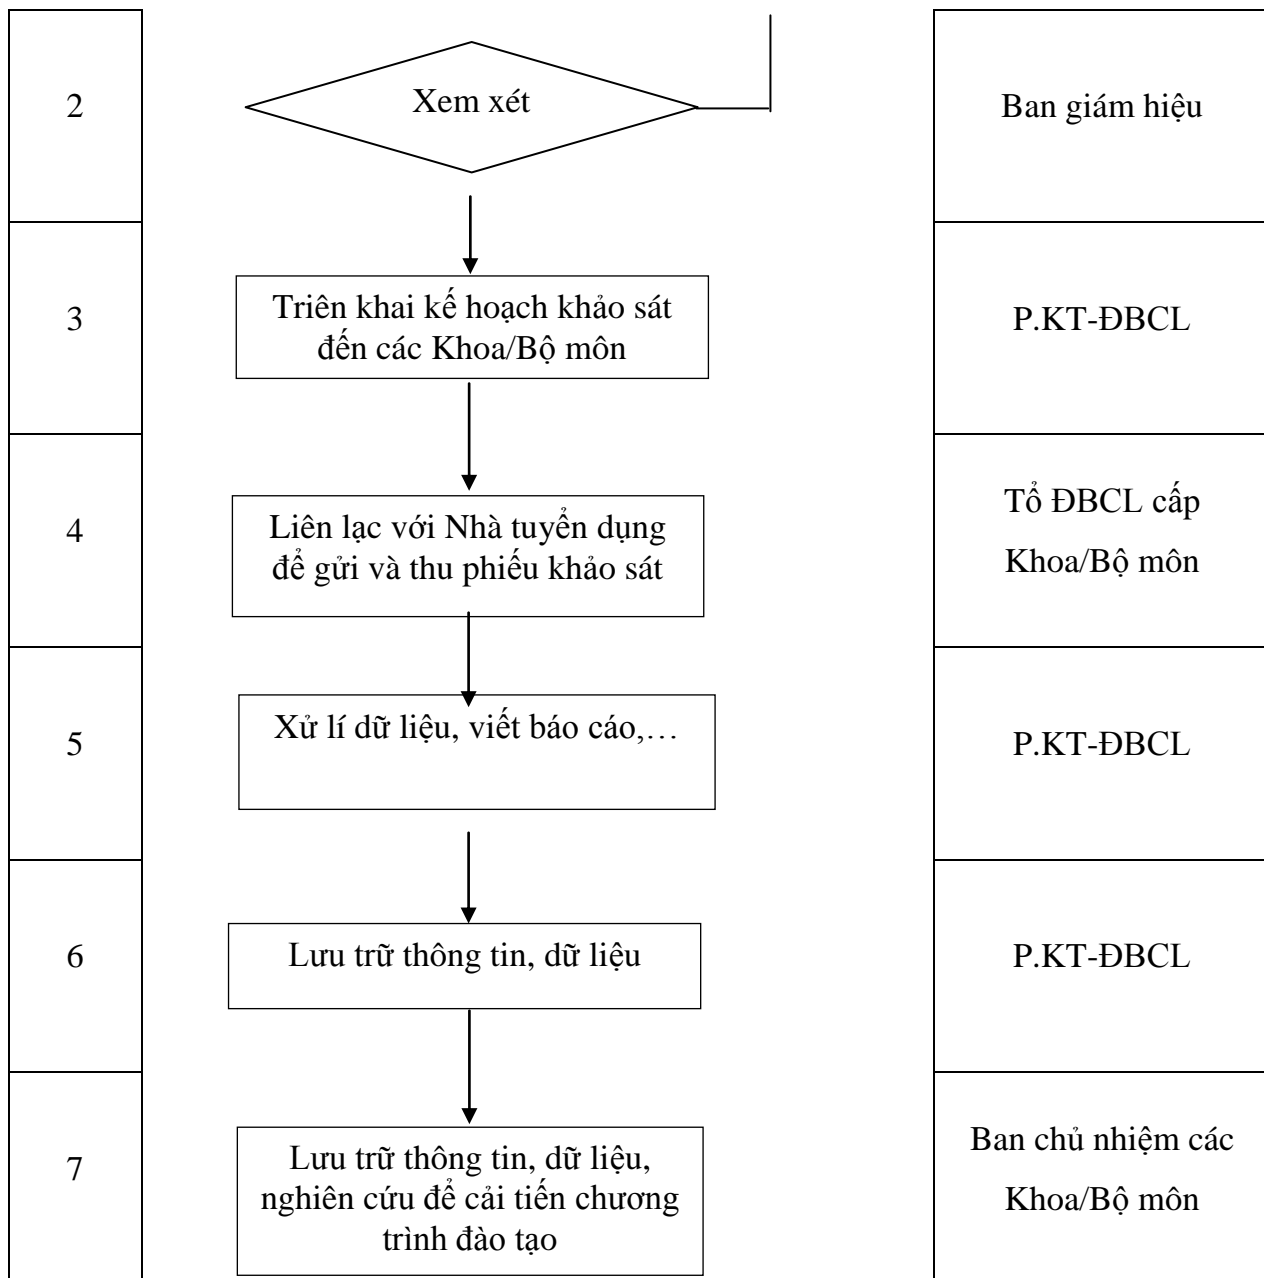 2
Xem xét
Ban giám hiệu
3
Triên khai kế hoạch khảo sát
đến các Khoa/Bộ môn
P.KT-ĐBCL
4
Liên lạc với Nhà tuyển dụng
để gửi và thu phiếu khảo sát
Tổ ĐBCL cấp
Khoa/Bộ môn
5
Xử lí dữ liệu, viết báo cáo,…
P.KT-ĐBCL
6
Lưu trữ thông tin, dữ liệu
P.KT-ĐBCL
7
Lưu trữ thông tin, dữ liệu,
nghiên cứu để cải tiến chương
trình đào tạo
Ban chủ nhiệm các
Khoa/Bộ môn